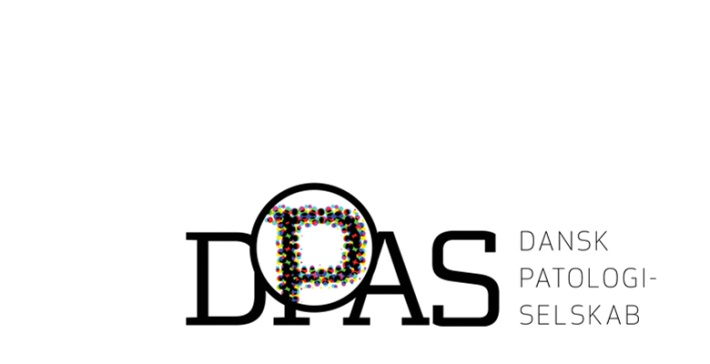 DPAS
DANSK
PATOLOGI-
SELSKAB